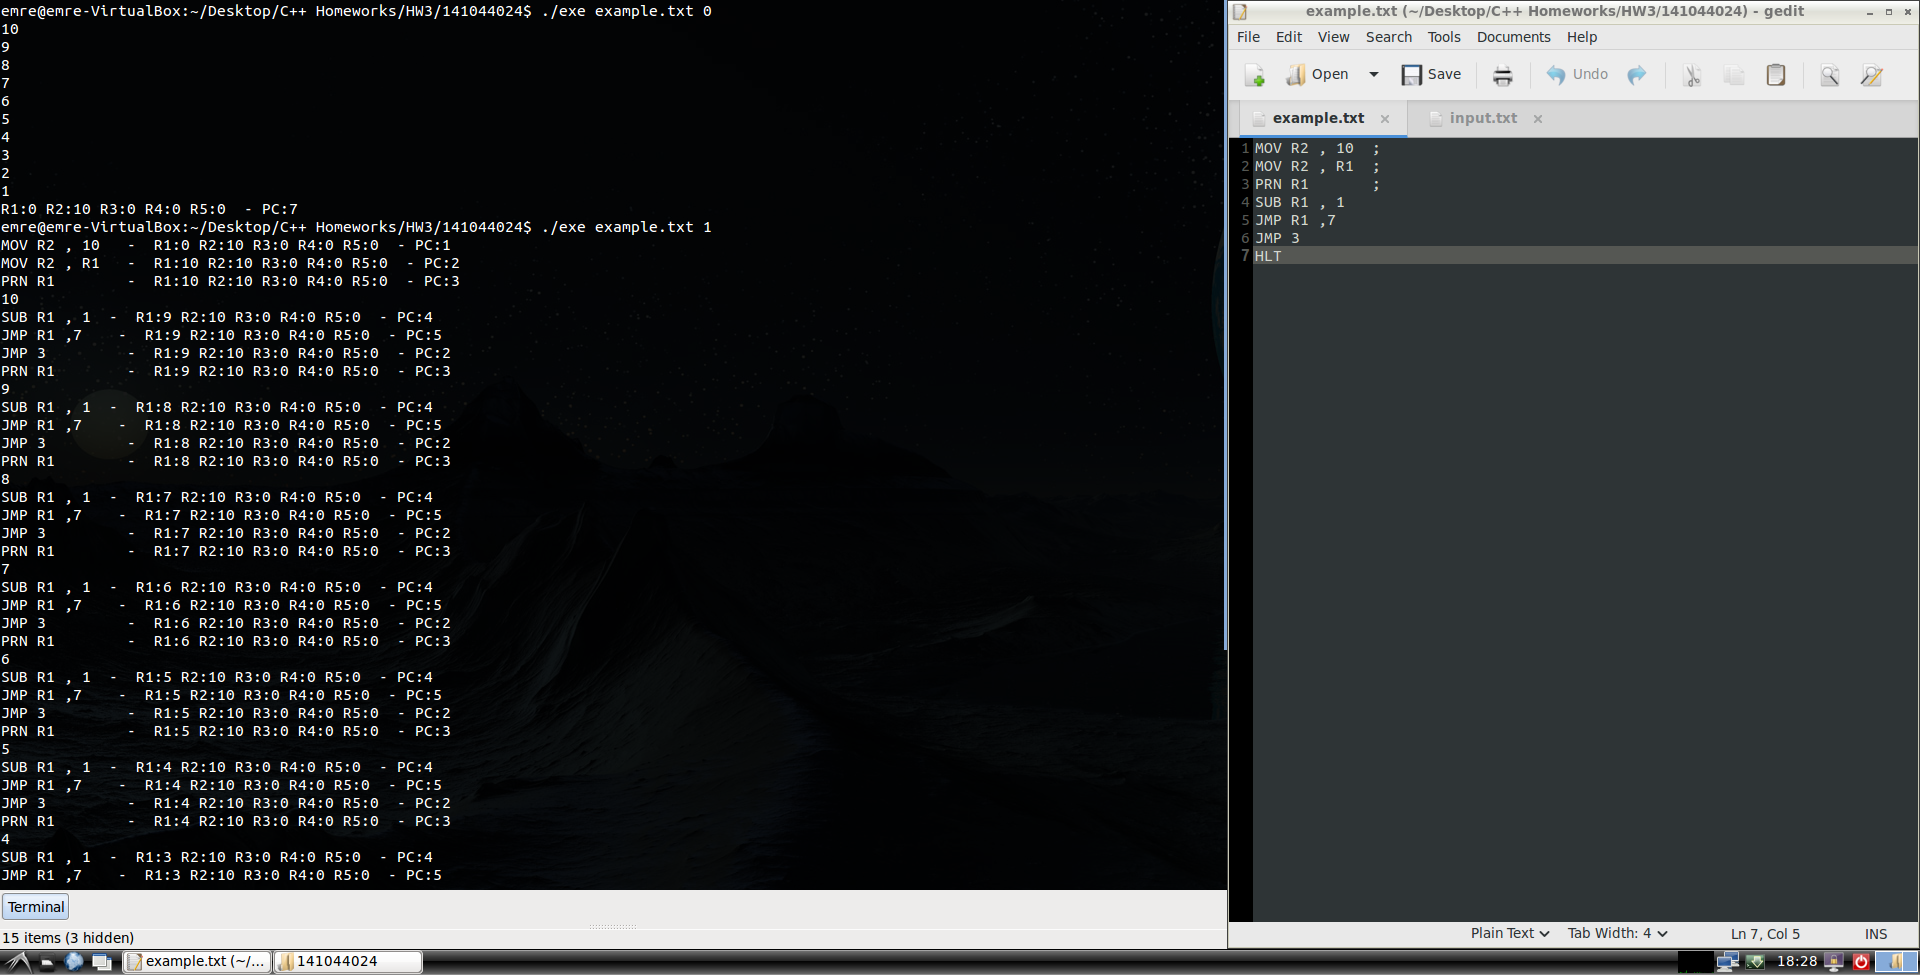 emre@emre-VirtualBox:~/Desktop/C++ Homeworks/HW3/141044024$ ./exe example.txt 0
10
9
8
7
6
5
4
3
2
1
R1:0 R2:10 R3:0 R4:0 R5:0  - PC:7
emre@emre-VirtualBox:~/Desktop/C++ Homeworks/HW3/141044024$ ./exe example.txt 1
MOV R2 , 10   -  R1:0 R2:10 R3:0 R4:0 R5:0  - PC:1
MOV R2 , R1   -  R1:10 R2:10 R3:0 R4:0 R5:0  - PC:2
PRN R1        -  R1:10 R2:10 R3:0 R4:0 R5:0  - PC:3
10
SUB R1 , 1  -  R1:9 R2:10 R3:0 R4:0 R5:0  - PC:4
JMP R1 ,7    -  R1:9 R2:10 R3:0 R4:0 R5:0  - PC:5
JMP 3         -  R1:9 R2:10 R3:0 R4:0 R5:0  - PC:2
PRN R1        -  R1:9 R2:10 R3:0 R4:0 R5:0  - PC:3
9
SUB R1 , 1  -  R1:8 R2:10 R3:0 R4:0 R5:0  - PC:4
JMP R1 ,7    -  R1:8 R2:10 R3:0 R4:0 R5:0  - PC:5
JMP 3         -  R1:8 R2:10 R3:0 R4:0 R5:0  - PC:2
PRN R1        -  R1:8 R2:10 R3:0 R4:0 R5:0  - PC:3
8
SUB R1 , 1  -  R1:7 R2:10 R3:0 R4:0 R5:0  - PC:4
JMP R1 ,7    -  R1:7 R2:10 R3:0 R4:0 R5:0  - PC:5
JMP 3         -  R1:7 R2:10 R3:0 R4:0 R5:0  - PC:2
PRN R1        -  R1:7 R2:10 R3:0 R4:0 R5:0  - PC:3
7
SUB R1 , 1  -  R1:6 R2:10 R3:0 R4:0 R5:0  - PC:4
JMP R1 ,7    -  R1:6 R2:10 R3:0 R4:0 R5:0  - PC:5
JMP 3         -  R1:6 R2:10 R3:0 R4:0 R5:0  - PC:2
PRN R1        -  R1:6 R2:10 R3:0 R4:0 R5:0  - PC:3
6
SUB R1 , 1  -  R1:5 R2:10 R3:0 R4:0 R5:0  - PC:4
JMP R1 ,7    -  R1:5 R2:10 R3:0 R4:0 R5:0  - PC:5
JMP 3         -  R1:5 R2:10 R3:0 R4:0 R5:0  - PC:2
PRN R1        -  R1:5 R2:10 R3:0 R4:0 R5:0  - PC:3
5
SUB R1 , 1  -  R1:4 R2:10 R3:0 R4:0 R5:0  - PC:4
JMP R1 ,7    -  R1:4 R2:10 R3:0 R4:0 R5:0  - PC:5
JMP 3         -  R1:4 R2:10 R3:0 R4:0 R5:0  - PC:2
PRN R1        -  R1:4 R2:10 R3:0 R4:0 R5:0  - PC:3
4
SUB R1 , 1  -  R1:3 R2:10 R3:0 R4:0 R5:0  - PC:4
JMP R1 ,7    -  R1:3 R2:10 R3:0 R4:0 R5:0  - PC:5
Terminal
15 items (3 hidden)
example.txt (~/Desktop/C++ Homeworks/HW3/141044024) - gedit
File Edit View Search Tools Documents Help
Open Save Undo
example.txt input.txt
1 MOV R2 , 10  ;
2 MOV R2 , R1  ;
3 PRN R1       ;
4 SUB R1 , 1
5 JMP R1 ,7
6 JMP 3
7 HLT
Plain Text Tab Width: 4 Ln 7, Col 5 INS
example.txt (~/... 141044024 18:28